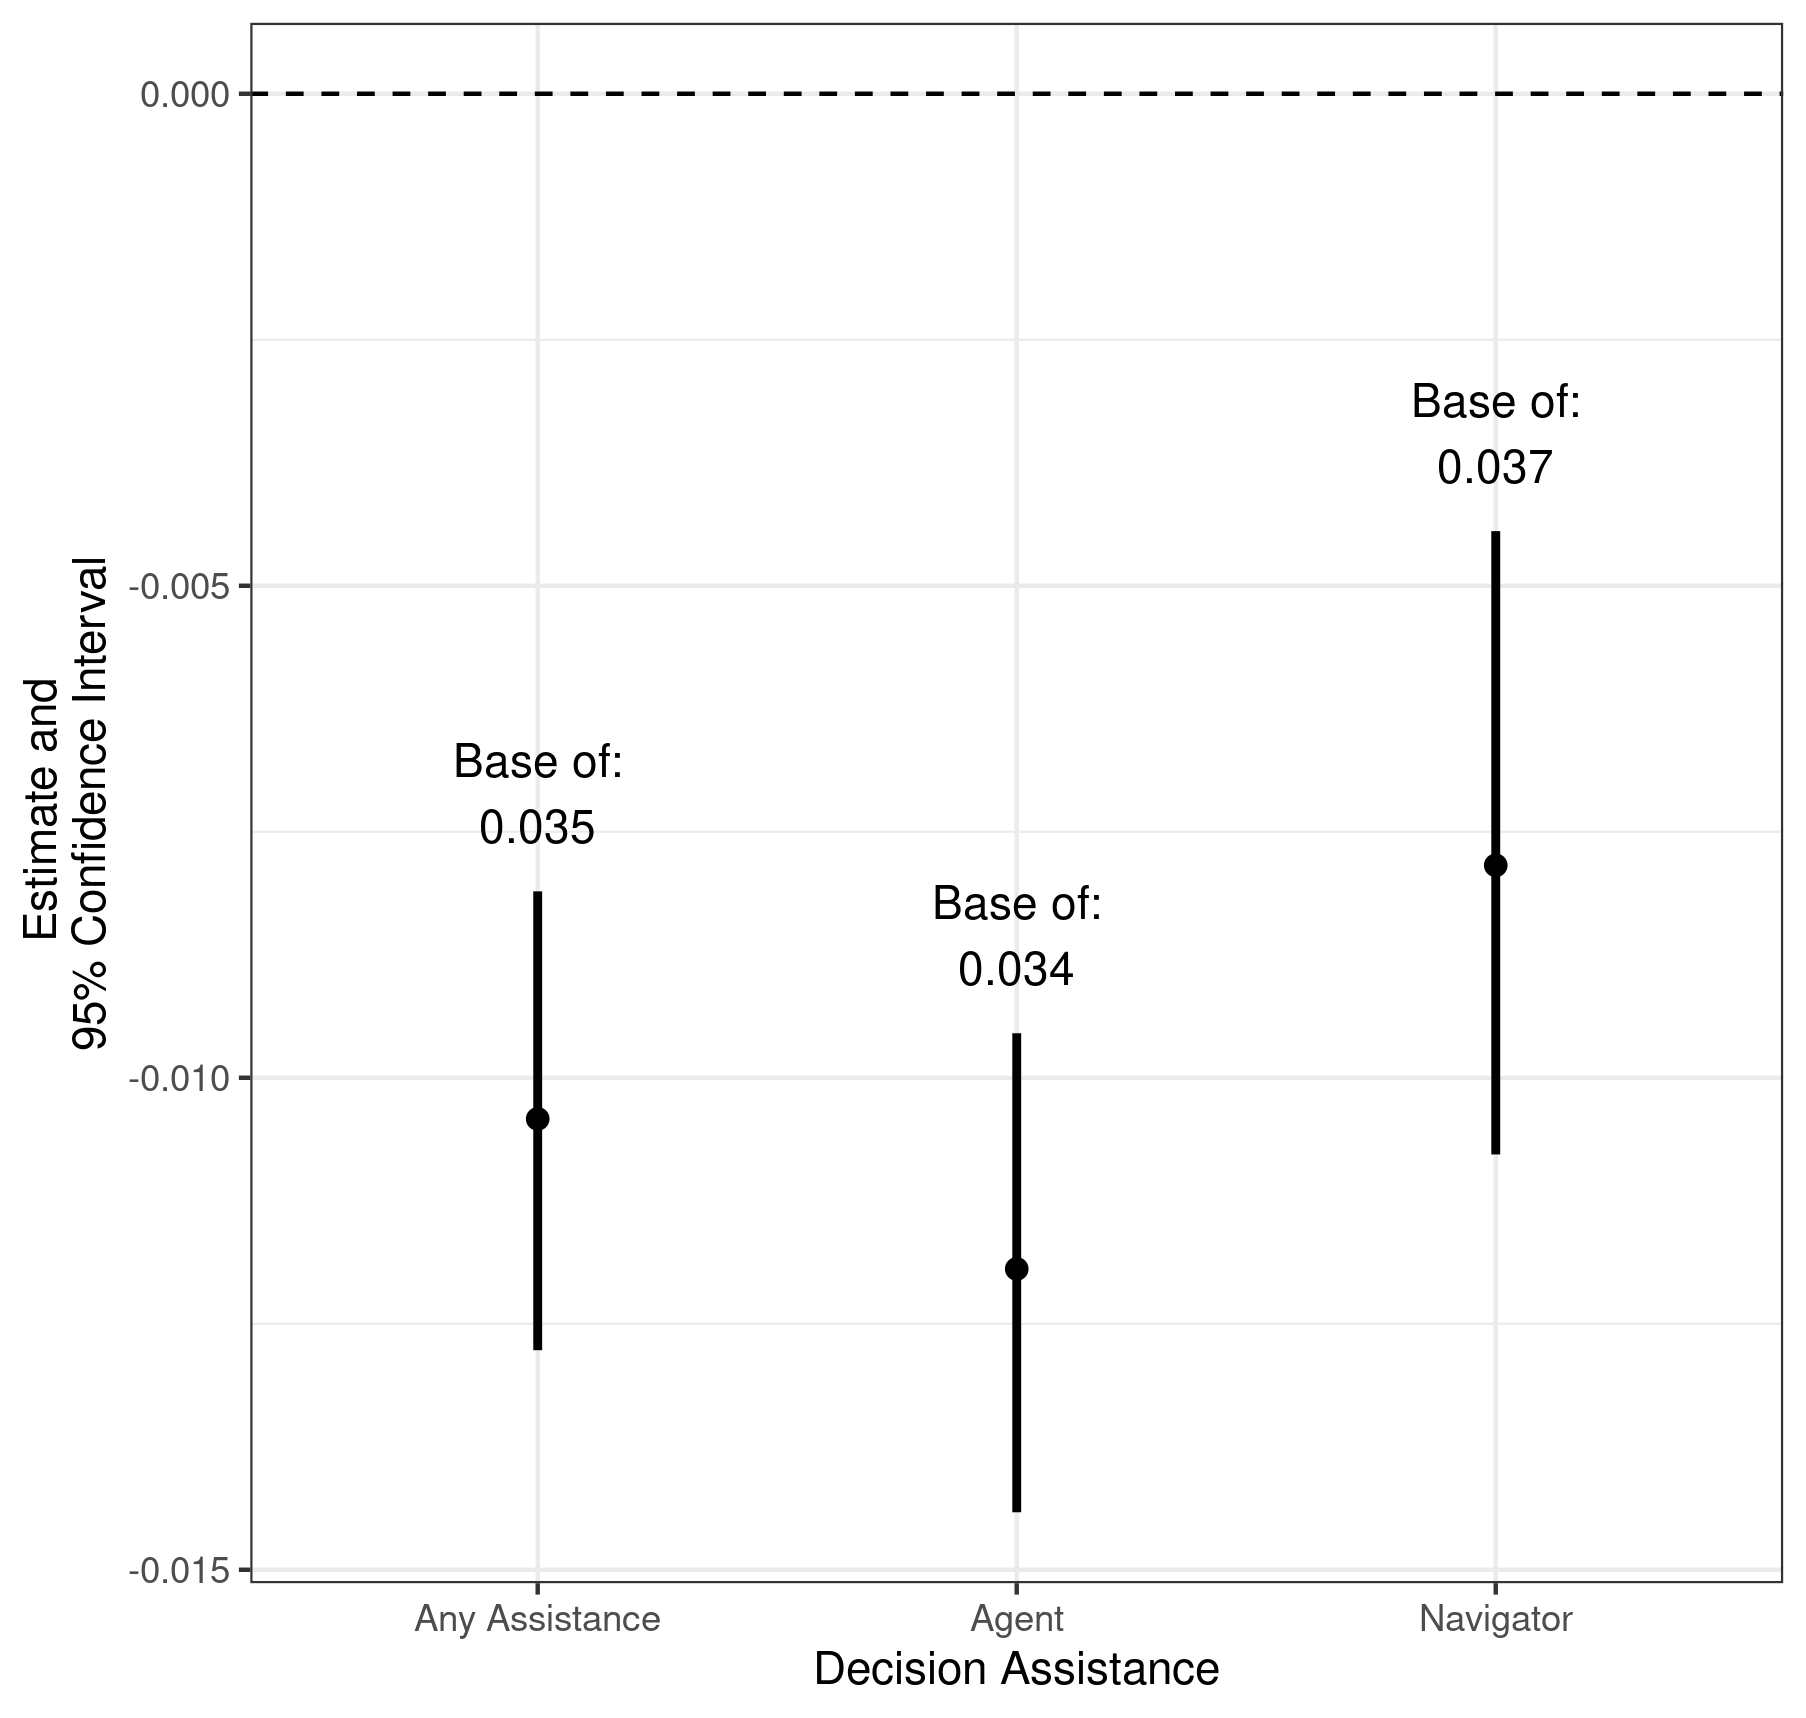 0.000
-0.005
-0.010
-0.015
Estimate and
95% Confidence Interval
Base of:
0.035
Base of:
0.034
Base of:
0.037
Any Assistance
Agent
Navigator
Decision Assistance